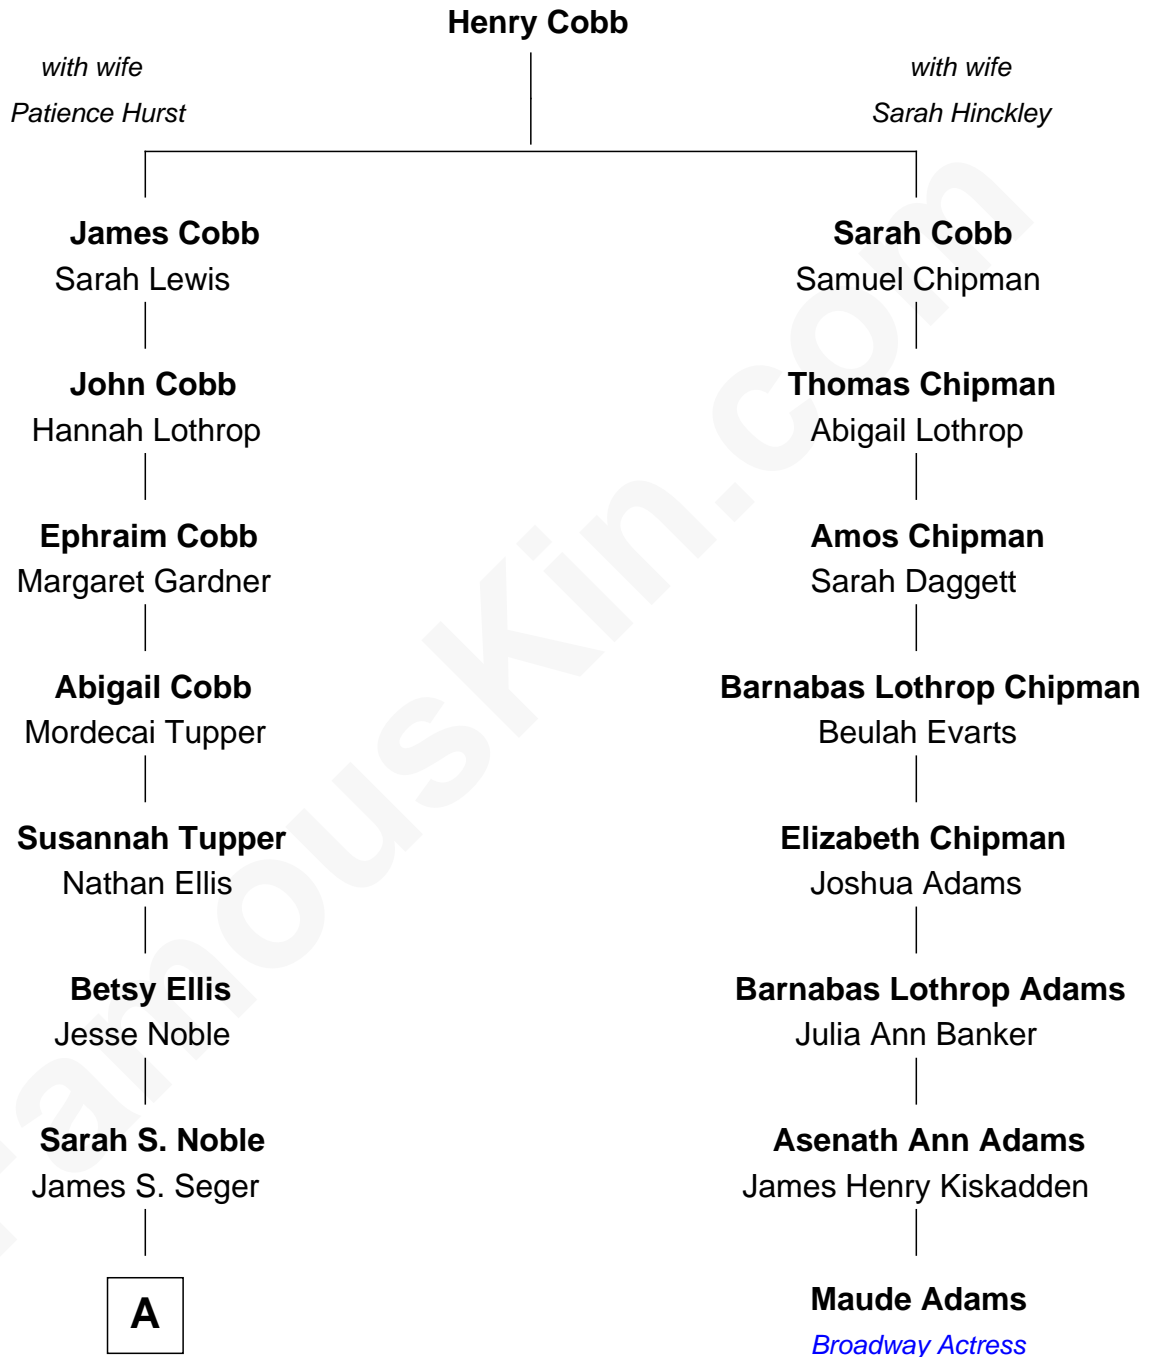 Henry Cobb
with wife
Patience Hurst
with wife
Sarah Hinckley
James Cobb
Sarah Lewis
Sarah Cobb
Samuel Chipman
John Cobb
Hannah Lothrop
Thomas Chipman
Abigail Lothrop
Ephraim Cobb
Margaret Gardner
Amos Chipman
Sarah Daggett
Abigail Cobb
Mordecai Tupper
Barnabas Lothrop Chipman
Beulah Evarts
Susannah Tupper
Nathan Ellis
Elizabeth Chipman
Joshua Adams
Betsy Ellis
Jesse Noble
Barnabas Lothrop Adams
Julia Ann Banker
Sarah S. Noble
James S. Seger
Asenath Ann Adams
James Henry Kiskadden
A
Maude Adams
Broadway Actress
FamousKin.com